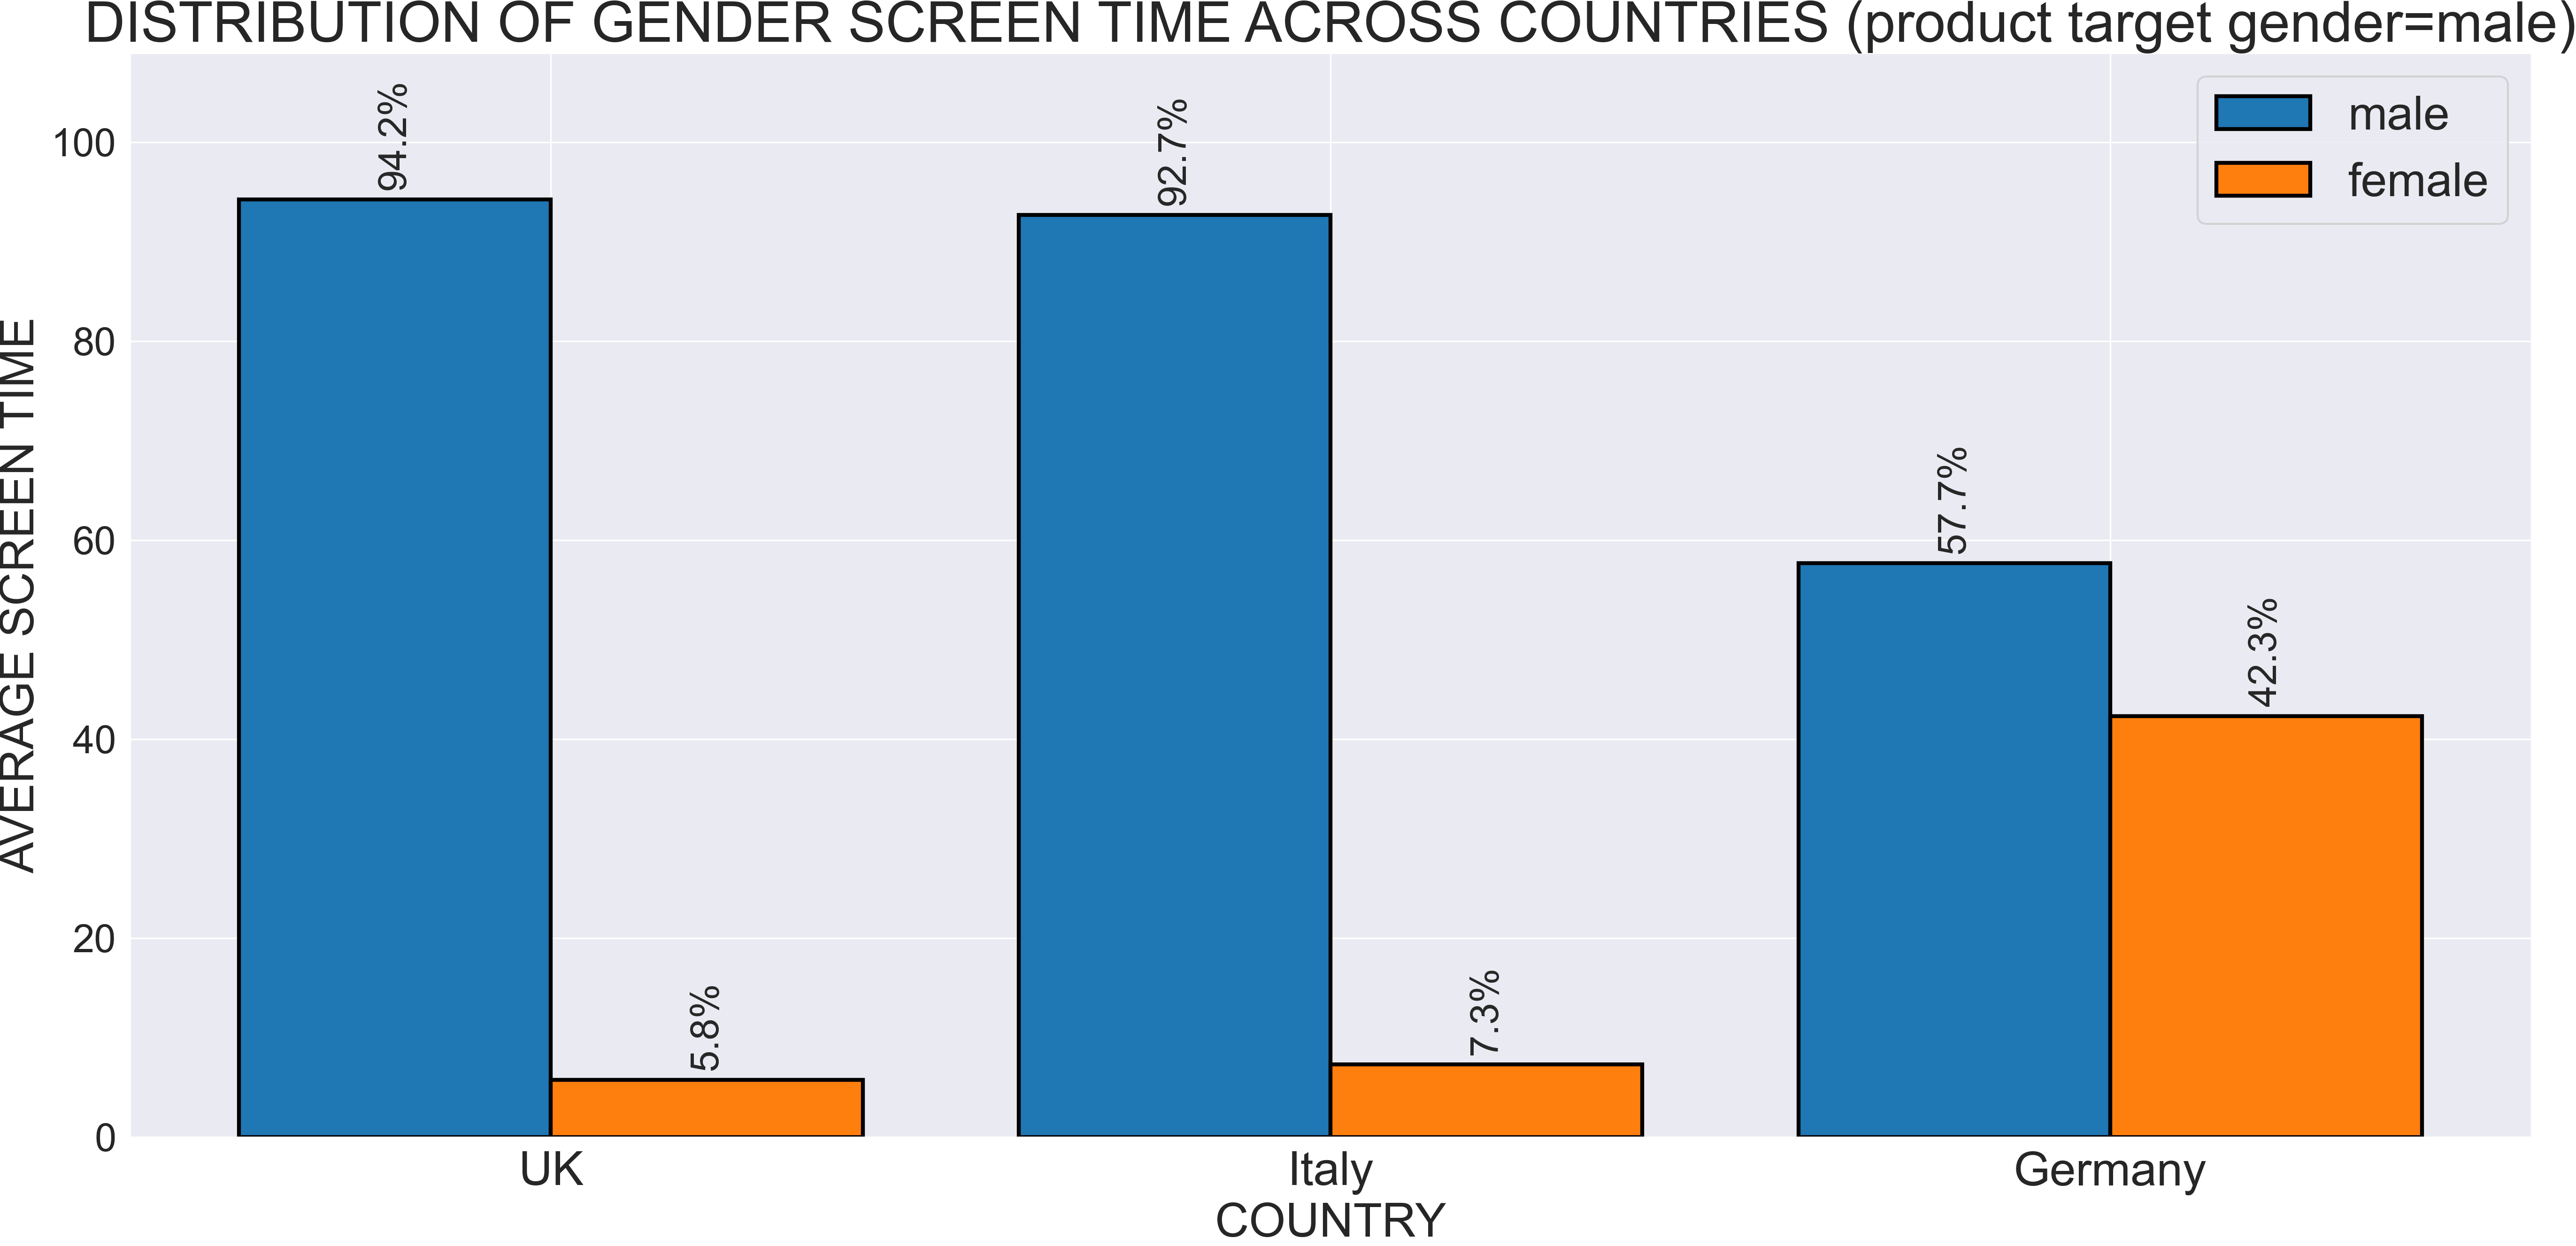 DISTRIBUTION OF GENDER SCREEN TIME ACROSS COUNTRIES (product target gender=male)
male
female
AVERAGE SCREEN TIME
100
80
60
40
20
0
94.2%
5.8%
92.7%
7.3%
57.7%
42.3%
UK
Italy
Germany
COUNTRY